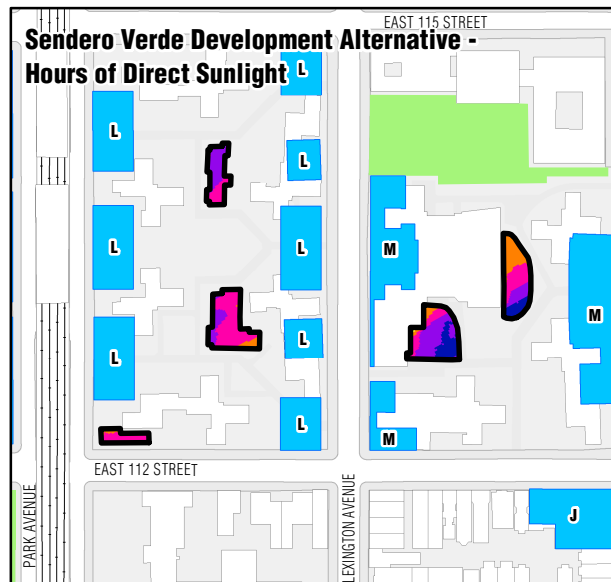 EAST 115 STREET
Sendero Verde Development Alternative -
Hours of Direct Sunlight
L
L
L
L
L
L
L
L
M
M
M
EAST 112 STREET
PARK AVENUE
LEXINGTON AVENUE
J